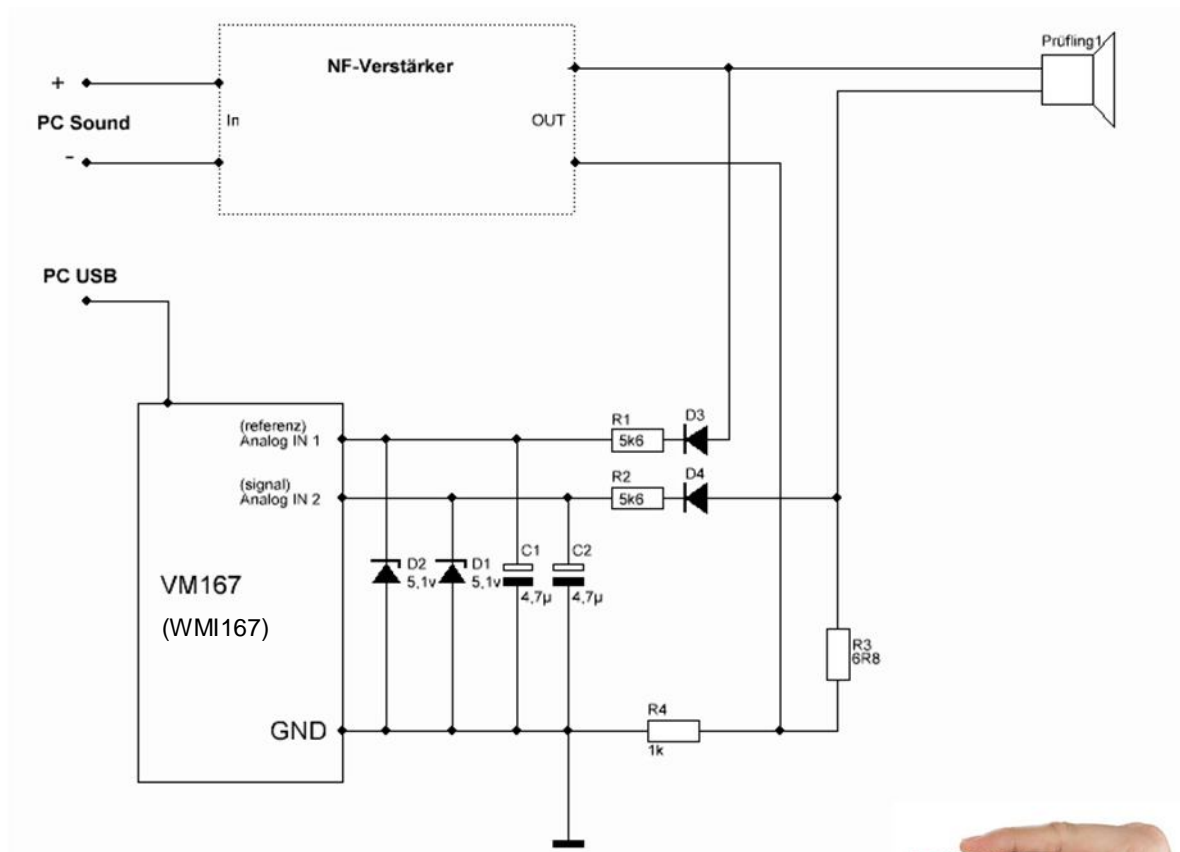 NF-Verstärker
Prüfling1
+
PC Sound
-
In
OUT
PC USB
(referenz)
Analog IN 1
(signal)
Analog IN 2
R1
5k6
D3
R2
5k6
D4
D2
5,1v
D1
5,1v
C1
4,7µ
C2
4,7µ
VM167
(WMI167)
R3
6R8
GND
R4
1k